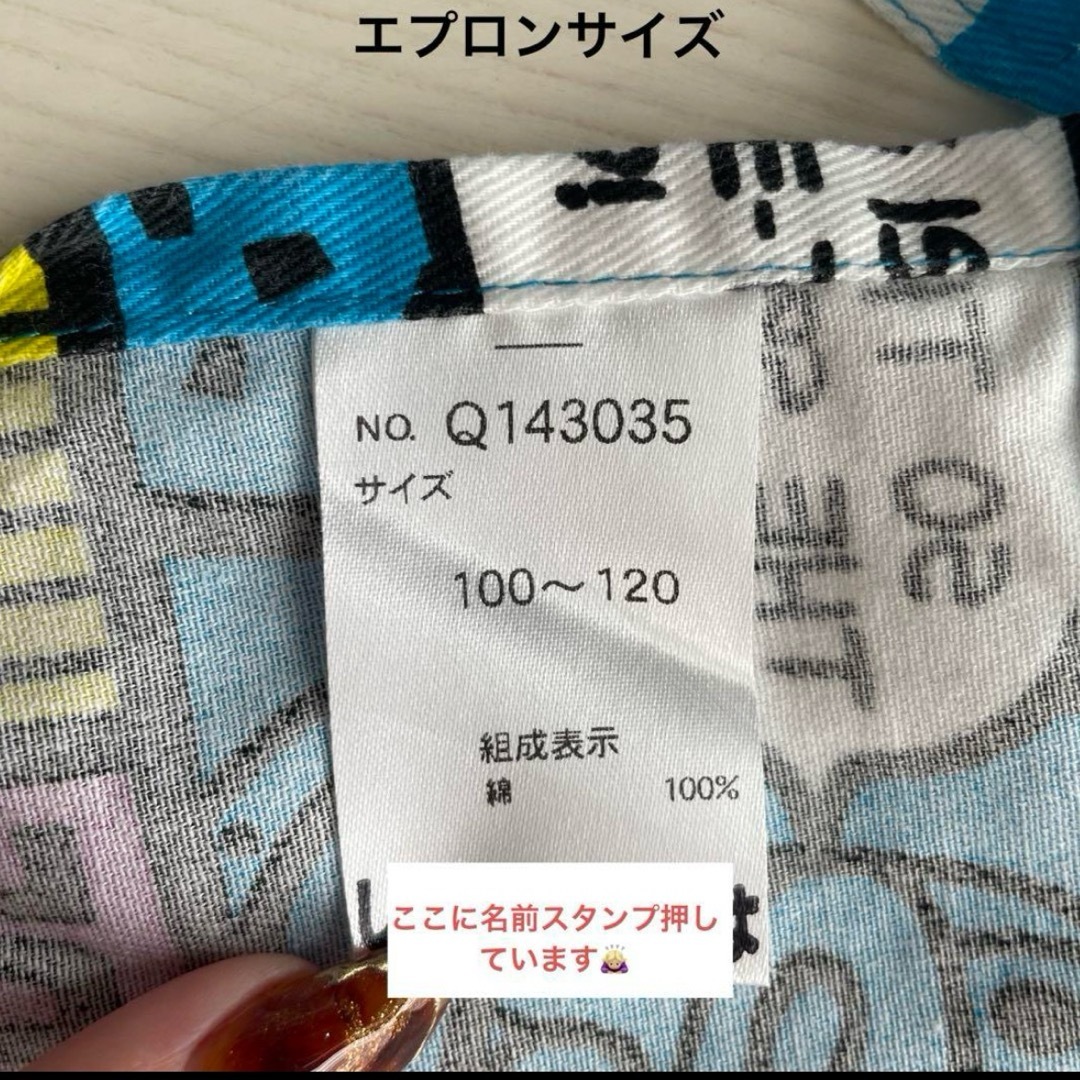 エプロンサイズ
NO. Q143035
サイズ
100～120
組成表示
綿 100%
ここに名前スタンプ押し
ています🙇🏼‍♀️
THE